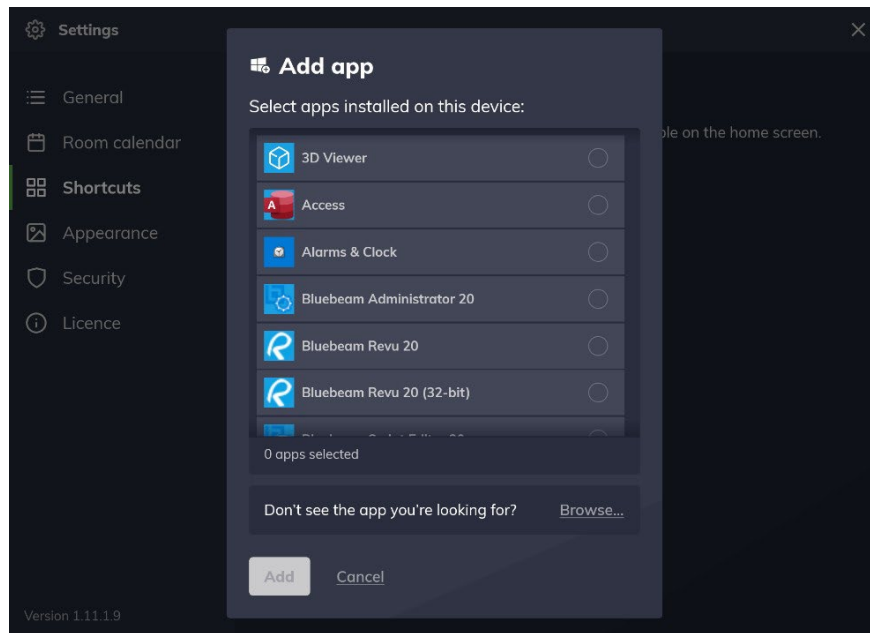 Settings
General
Room calendar
Shortcuts
Appearance
Security
Licence
Version 1.11.1.9
ble on the home screen.
Add app
Select apps installed on this device:
3D Viewer
A
Access
Alarms & Clock
Bluebeam Administrator 20
Bluebeam Revu 20
Bluebeam Revu 20 (32-bit)
0 apps selected
Don't see the app you're looking for? Browse...
Add Cancel